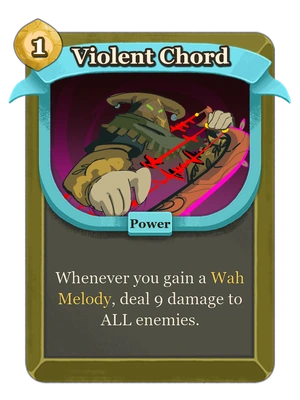 1
Violent Chord
Power
Whenever you gain a Wah
Melody, deal 9 damage to
ALL enemies.